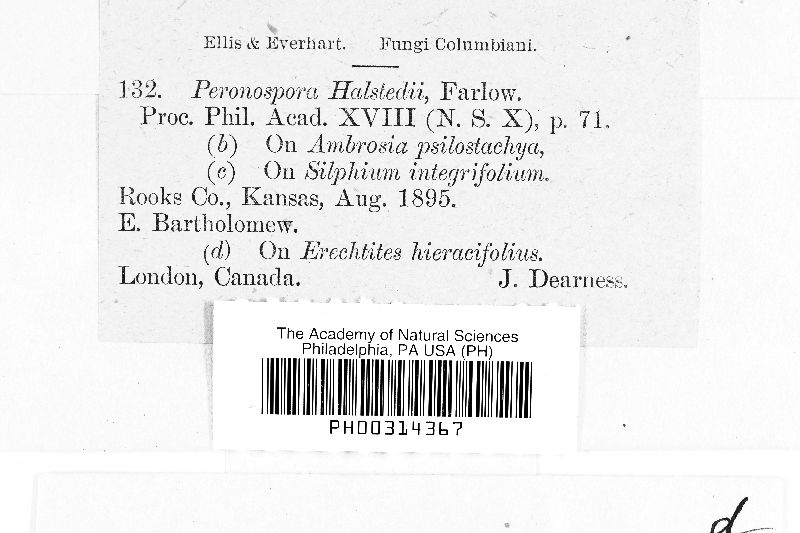 Ellis & Everhart. Fungi Columbiani.
132. Peronospora Halstedii, Farlow.
Proc. Phil. Acad. XVIII (N. S. X), p. 71.
(b) On Ambrosia psilostachya,
(c) On Silphium integrifolium.
Rooks Co., Kansas, Aug. 1895.
E. Bartholomew.
(d) On Erechtites hieracifolius.
London, Canada. J. Dearness.
The Academy of Natural Sciences
Philadelphia, PA USA (PH)
PH00314367
d